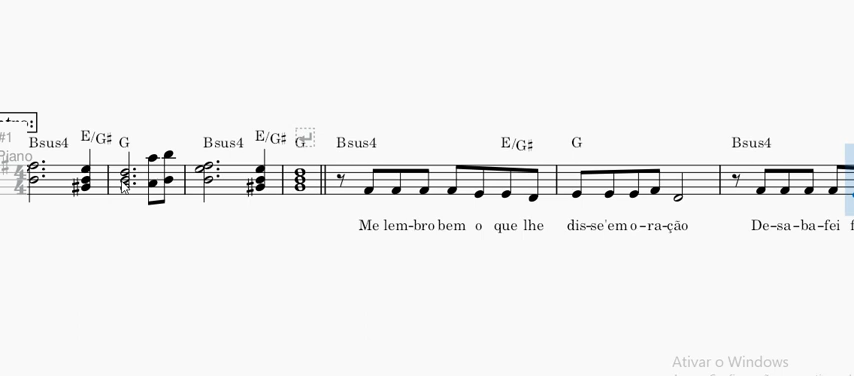 #1
Piano
Bsus4 E/G♯ G Bsus4 E/G♯ G Bsus4 E/G♯ G Bsus4
Me lem-bro bem o que lhe dis-se'em o-ra-ção De-sa-ba-fei
Ativar o Windows